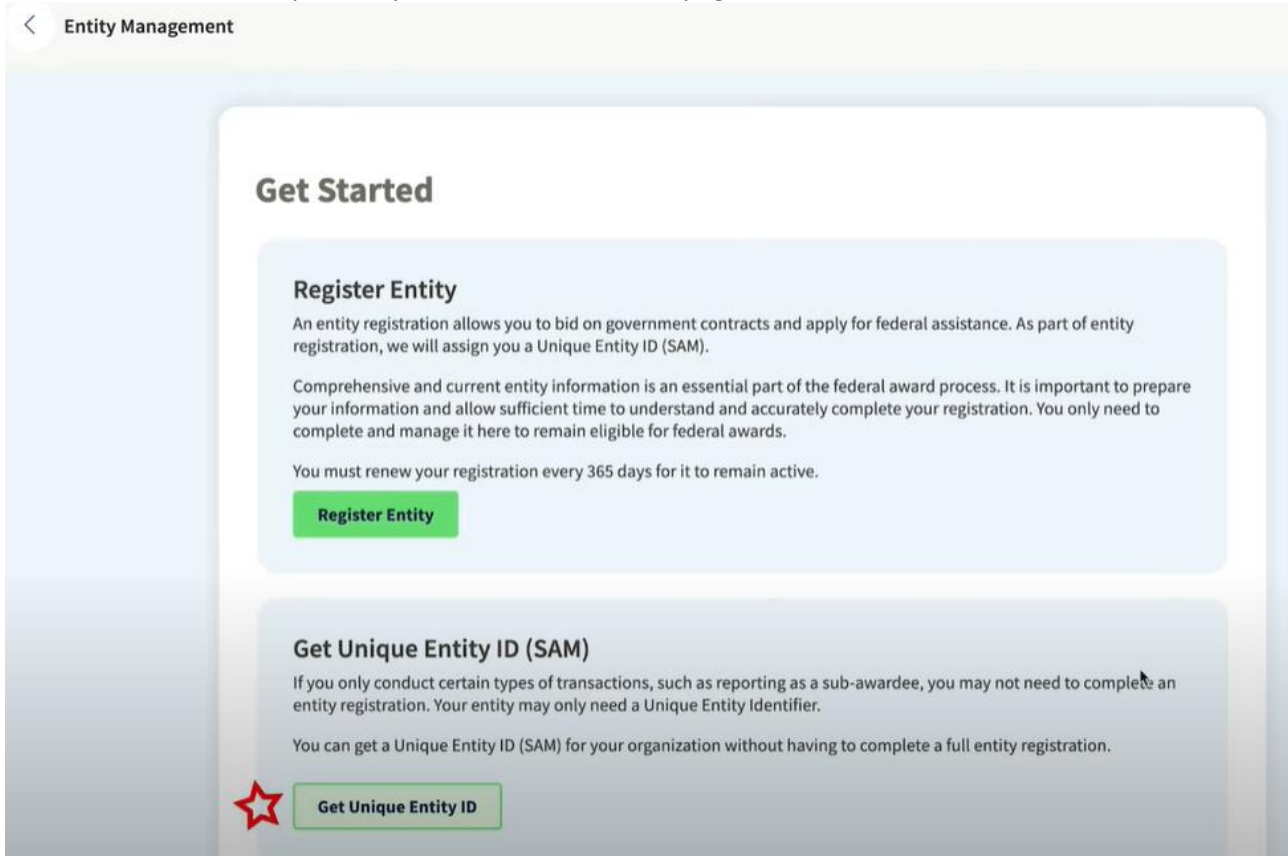 Entity Management
Get Started
Register Entity
An entity registration allows you to bid on government contracts and apply for federal assistance. As part of entity
registration, we will assign you a Unique Entity ID (SAM).
Comprehensive and current entity information is an essential part of the federal award process. It is important to prepare
your information and allow sufficient time to understand and accurately complete your registration. You only need to
complete and manage it here to remain eligible for federal awards.
You must renew your registration every 365 days for it to remain active.
Register Entity
Get Unique Entity ID (SAM)
If you only conduct certain types of transactions, such as reporting as a sub-awardee, you may not need to complete an
entity registration. Your entity may only need a Unique Entity Identifier.
You can get a Unique Entity ID (SAM) for your organization without having to complete a full entity registration.
Get Unique Entity ID